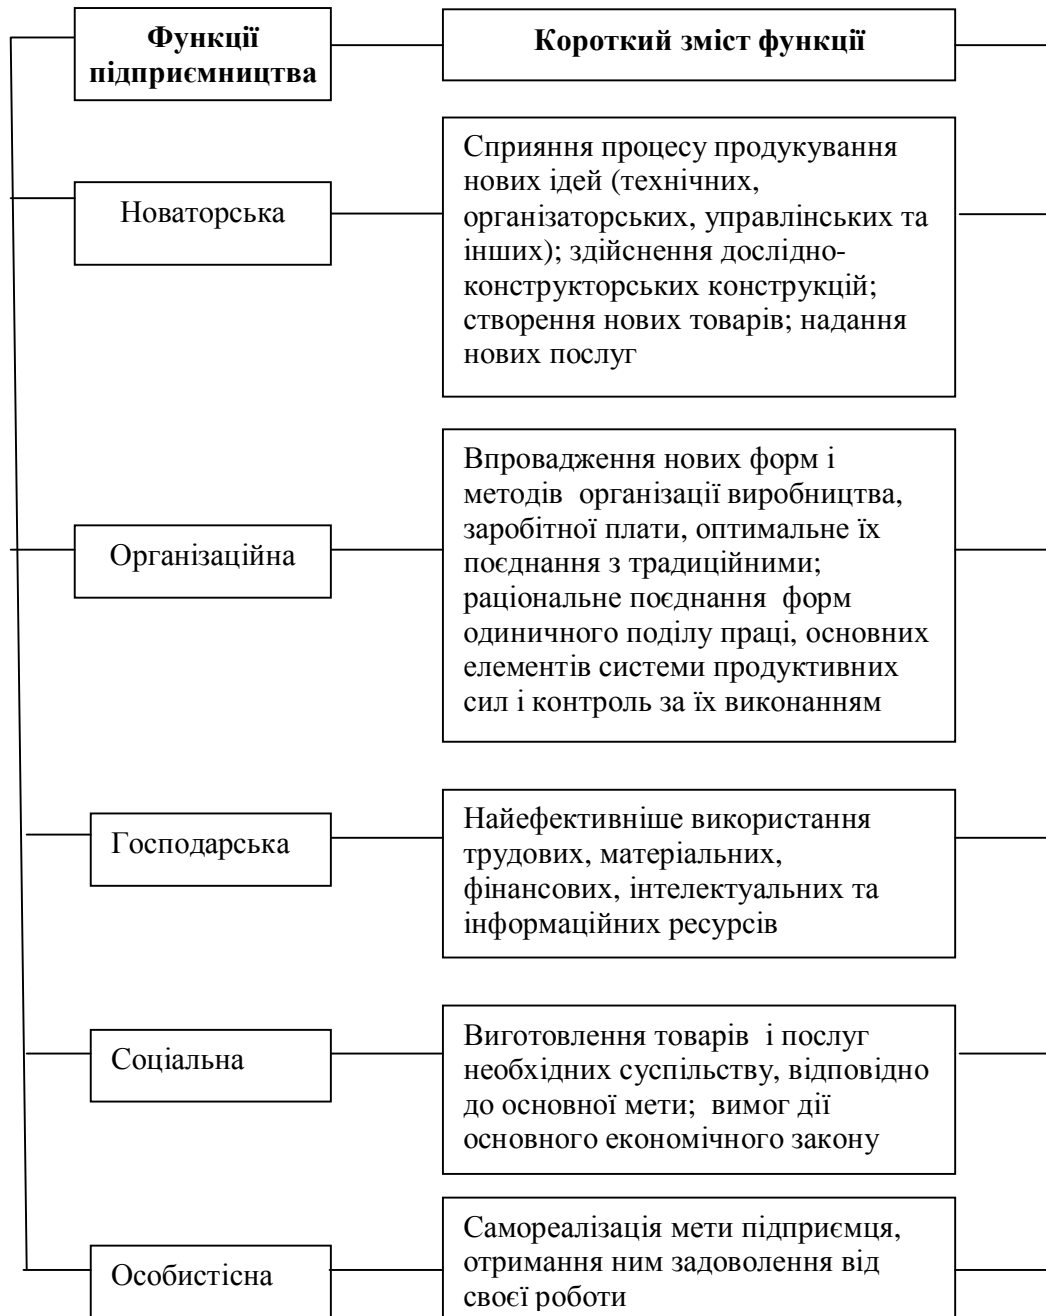 Функції
підприємництва
Короткий зміст функції
Новаторська
Сприяння процесу продукування
нових ідей (технічних,
організаторських, управлінських та
інших); здійснення дослідно-
конструкторських конструкцій;
створення нових товарів; надання
нових послуг
Організаційна
Впровадження нових форм і
методів  організації виробництва,
заробітної плати, оптимальне їх
поєднання з традиційними;
раціональне поєднання  форм
одиничного поділу праці, основних
елементів системи продуктивних
сил і контроль за їх виконанням
Господарська
Найефективніше використання
трудових, матеріальних,
фінансових, інтелектуальних та
інформаційних ресурсів
Соціальна
Виготовлення товарів  і послуг
необхідних суспільству, відповідно
до основної мети;  вимог дії
основного економічного закону
Особистісна
Самореалізація мети підприємця,
отримання ним задоволення від
своєї роботи